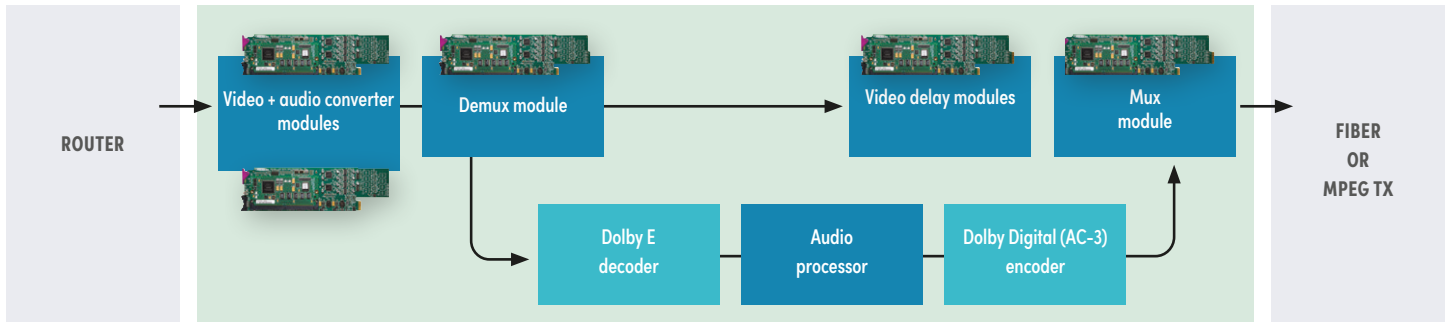 ROUTER
Video + audio converter
modules
Demux module
Video delay modules
Mux
module
Dolby E
decoder
Audio
processor
Dolby Digital (AC-3)
encoder
FIBER
OR
MPEG TX